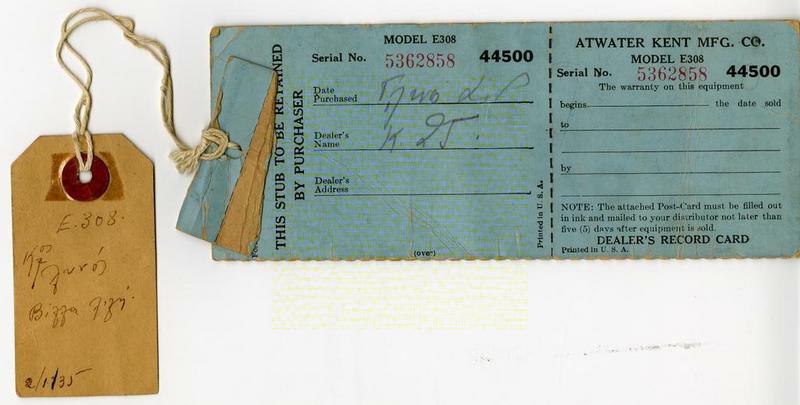 E.308.
Βίλλα
2/1/35
THIS STUB TO BE RETAINED
BY PURCHASER
MODEL E308
Serial No. 5362858 44500
Date
Purchased
Dealer's
Name
Dealer's
Address
(over)
Printed in U. S. A.
ATWATER KENT MFG. CO.
MODEL E308
Serial No. 5362858 44500
The warranty on this equipment
begins the date sold
to
by
NOTE: The attached Post-Card must be filled out
in ink and mailed to your distributor not later than
five (5) days after equipment is sold.
DEALER'S RECORD CARD
Printed in U. S. A.